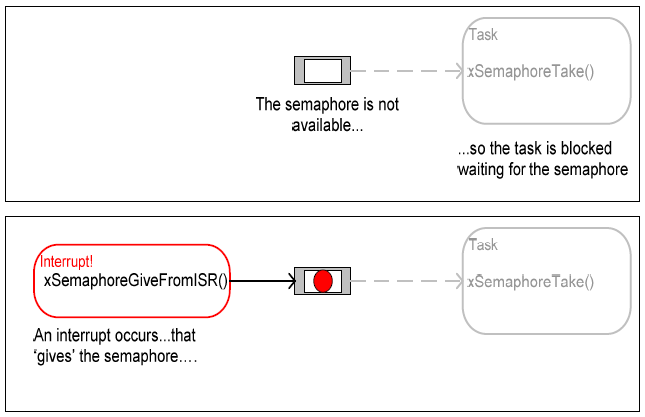 Task
xSemaphoreTake()
The semaphore is not
available...
...so the task is blocked
waiting for the semaphore
Interrupt!
xSemaphoreGiveFromISR()
Task
xSemaphoreTake()
An interrupt occurs...that
‘gives’ the semaphore....